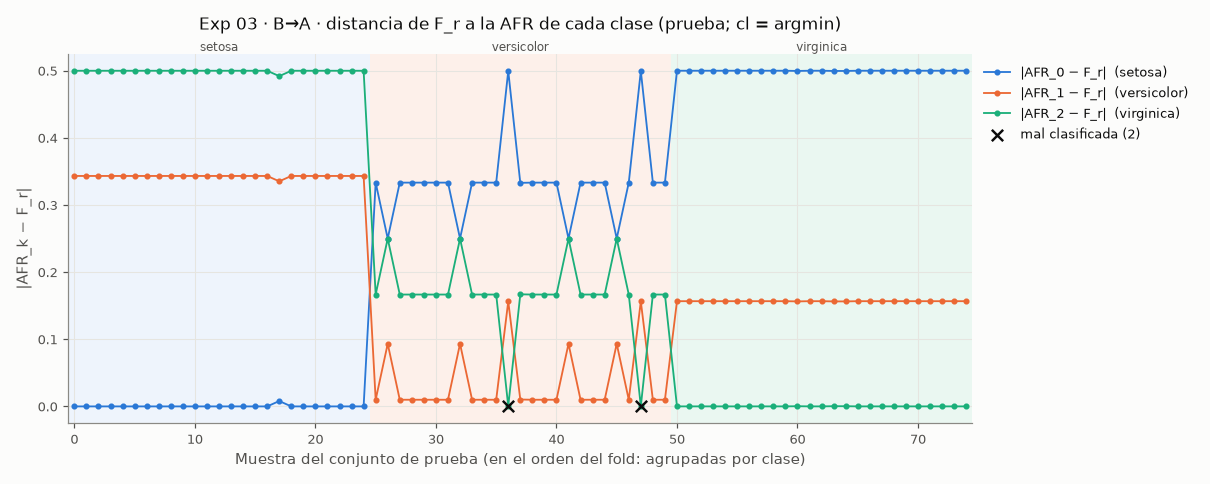 Exp 03 · B→A · distancia de F_r a la AFR de cada clase (prueba; cl = argmin)
setosa
versicolor
virginica
|AFR_0 − F_r| (setosa)
|AFR_1 − F_r| (versicolor)
|AFR_2 − F_r| (virginica)
mal clasificada (2)
|AFR_k − F_r|
0.5
0.4
0.3
0.2
0.1
0.0
0 10 20 30 40 50 60 70
Muestra del conjunto de prueba (en el orden del fold: agrupadas por clase)